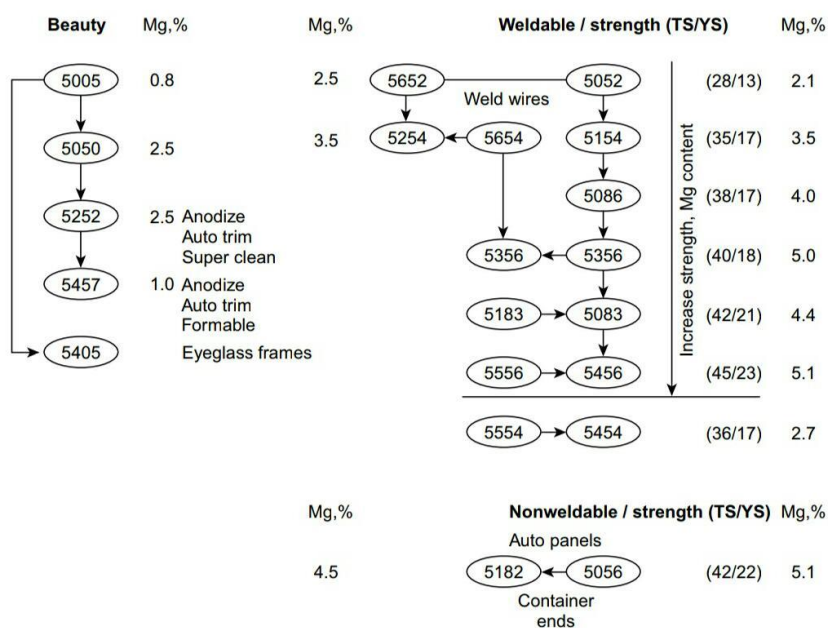 Beauty Mg,% Mg,% Weldable / strength (TS/YS) Mg,%
5005 0.8 2.5 5652 5052 (28/13) 2.1
Weld wires
5050 2.5 3.5 5254 5654 5154 (35/17) 3.5
5086 (38/17) 4.0
5252 2.5 Anodize
Auto trim
Super clean
5356 5356 (40/18) 5.0
5457 1.0 Anodize
Auto trim
Formable
5183 5083 (42/21) 4.4
Increase strength, Mg content
5405 Eyeglass frames
5556 5456 (45/23) 5.1
5554 5454 (36/17) 2.7
Mg,% Nonweldable / strength (TS/YS) Mg,%
Auto panels
4.5 5182 5056 (42/22) 5.1
Container
ends